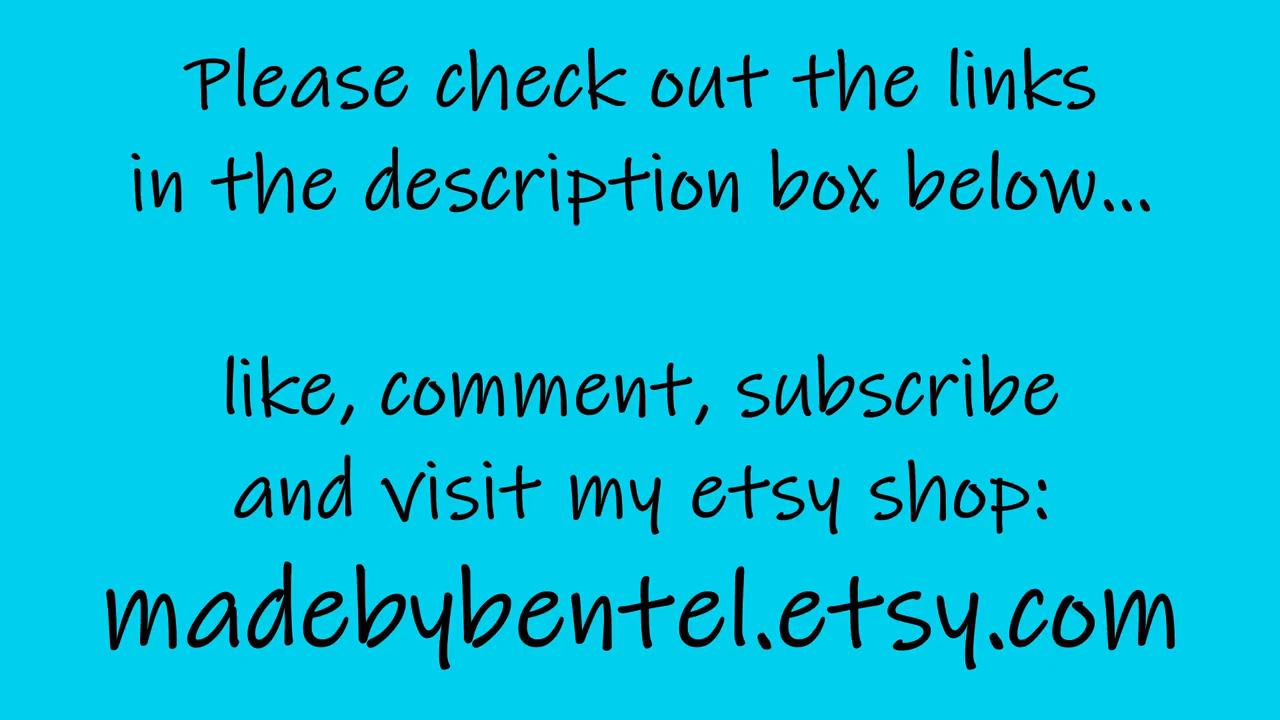 Please check out the links
in the description box below...
like, comment, subscribe
and visit my etsy shop:
madebybentel.etsy.com